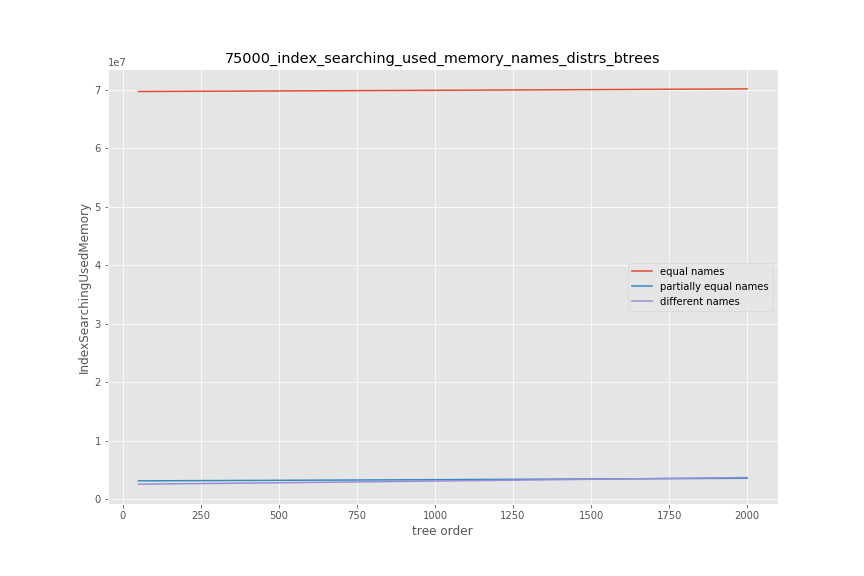 75000_index_searching_used_memory_names_distrs_btrees
1e7
7
6
5
4
3
2
1
0
IndexSearchingUsedMemory
equal names
partially equal names
different names
0 250 500 750 1000 1250 1500 1750 2000
tree order